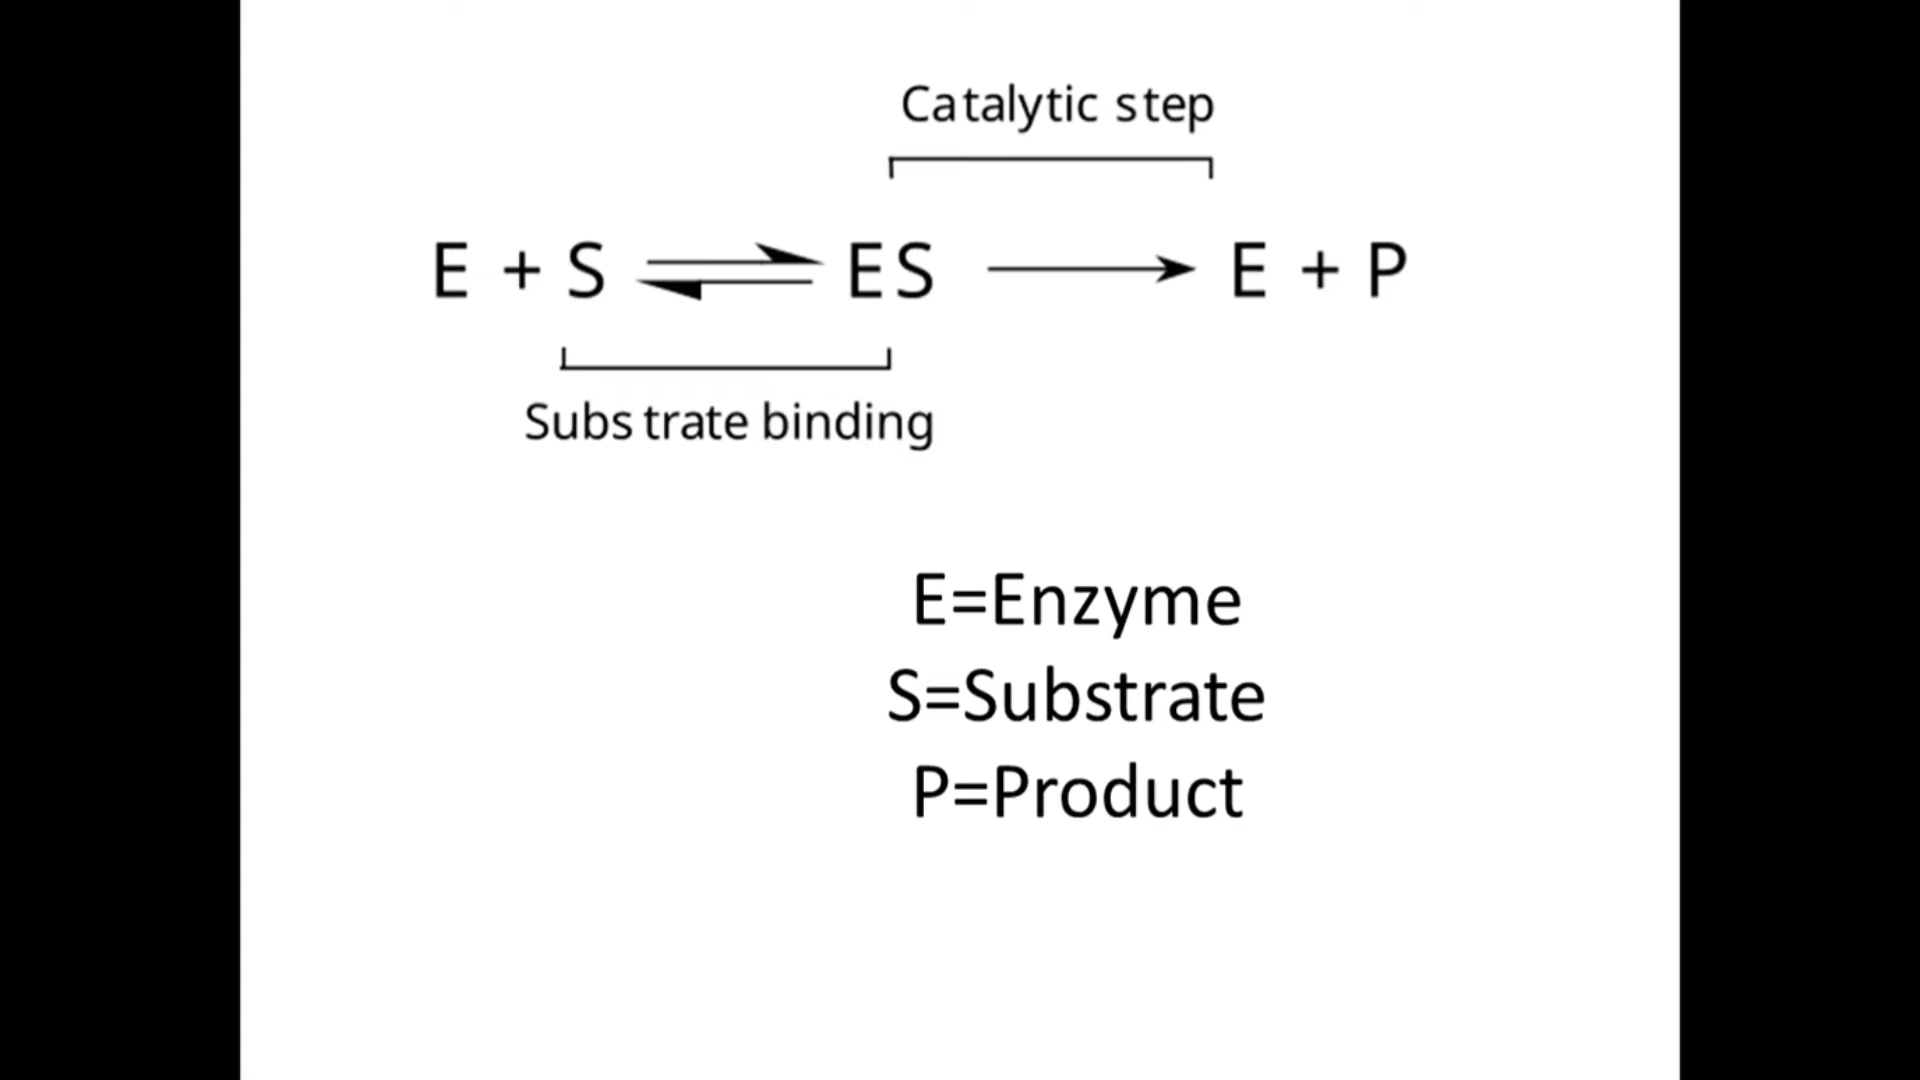 Catalytic step
E + S ⇌ ES → E + P
Substrate binding
E=Enzyme
S=Substrate
P=Product